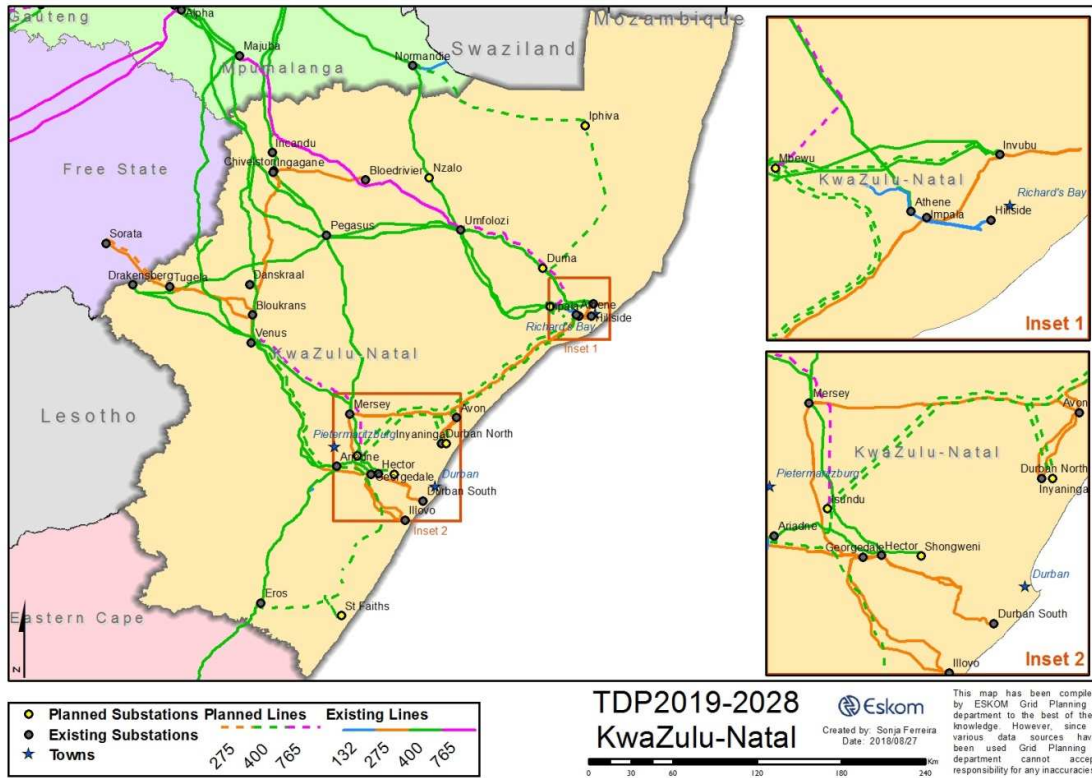 Gauteng
Alpha
Mozambique
Swaziland
Majuba
Mpumalanga
Normandie
Iphiva
Free State
Incandu
Chivelston
Ingagane
Bloedrivier
Nzalo
Sorata
Pegasus
Umfolozi
Drakensberg
Tugela
Danskraal
Duma
Bloukrans
Athene
Hillside
Richard's Bay
Inset 1
Venus
KwaZulu-Natal
Lesotho
Mersey
Avon
Pietermaritzburg
Inyaninga
Durban North
Ariadne
Hector
Georgedale
Durban
Durban South
Illovo
Inset 2
Eros
St Faiths
Eastern Cape
N
Invubu
Mbewu
KwaZulu-Natal
Richard's Bay
Athene
Impala
Hillside
Inset 1
Mersey
Avon
KwaZulu-Natal
Pietermaritzburg
Durban North
Inyaninga
Isundu
Ariadne
Georgedale
Hector
Shongweni
Durban
Durban South
Illovo
Inset 2
Planned Substations
Existing Substations
Towns
Planned Lines
275 400 765
Existing Lines
132 275 400 765
TDP2019-2028
KwaZulu-Natal
Eskom
Created by: Sonja Ferreira
Date: 2018/08/27
0 30 60 120 180 240 Km
This map has been compile
by ESKOM Grid Planning
department to the best of the
knowledge. However, since
various data sources hav
been used Grid Planning
department cannot acce
responsibility for any inaccuracie